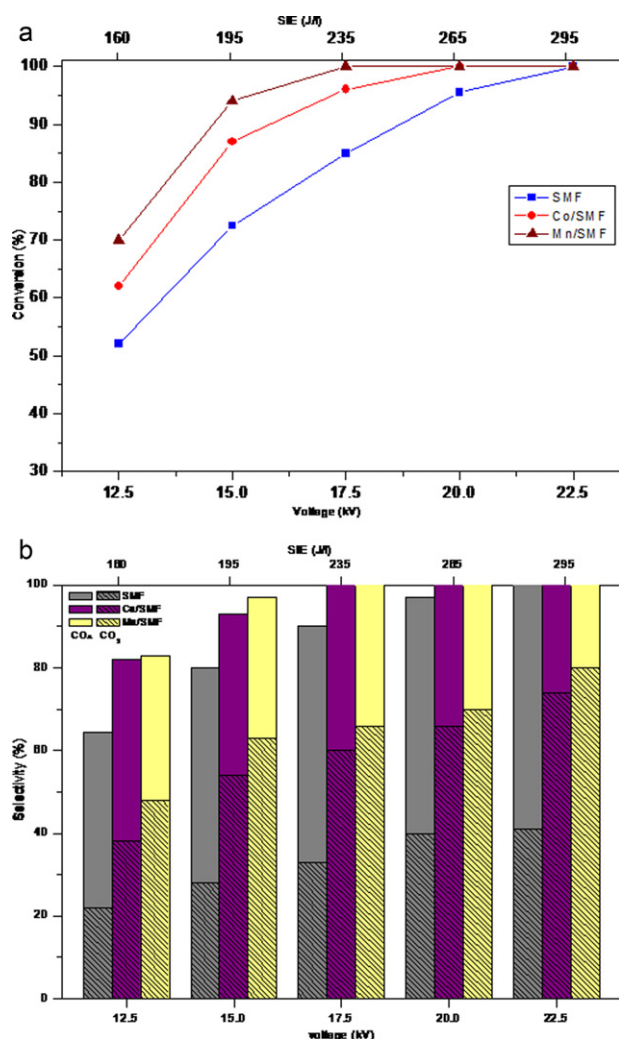 a
SIE (J/l)
160 195 235 265 295
100
90
80
70
60
50
40
30
Conversion (%)
SMF
Co/SMF
Mn/SMF
12.5 15.0 17.5 20.0 22.5
Voltage (kV)
b
SIE (J/l)
160 195 235 265 295
100
80
60
40
20
0
Selectivity (%)
SMF
Co/SMF
Mn/SMF
12.5 15.0 17.5 20.0 22.5
voltage (kV)